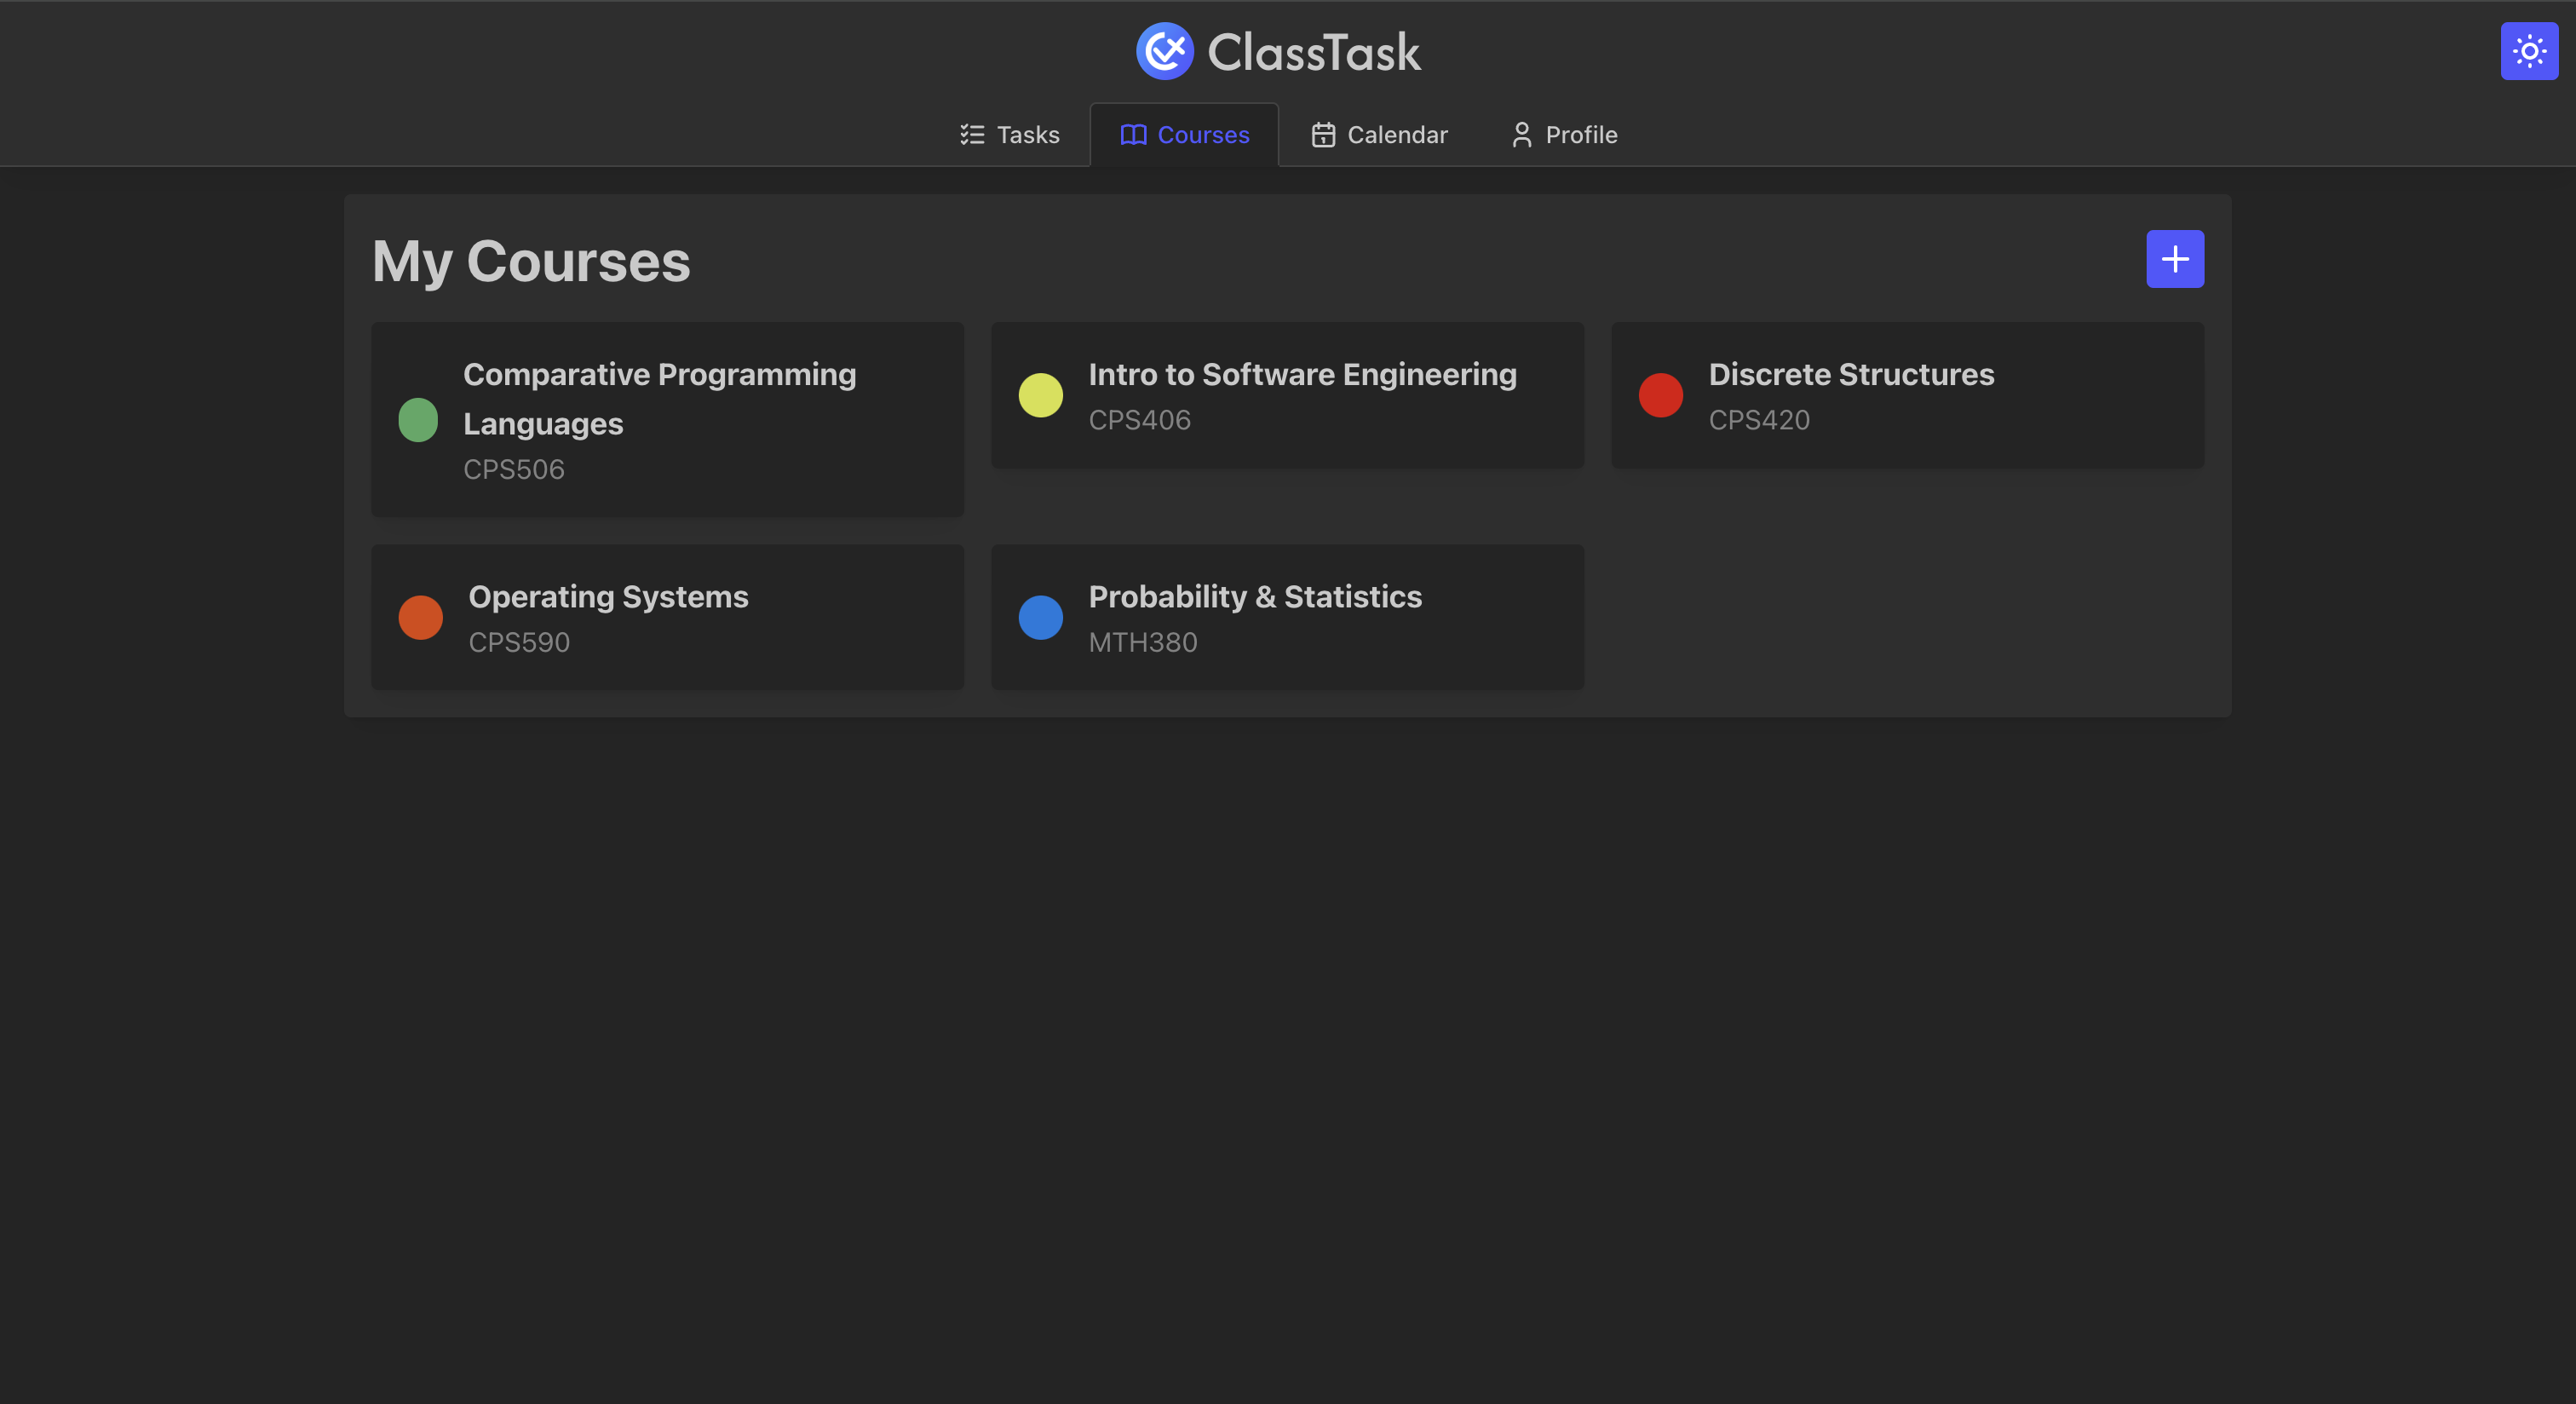 ClassTask
Tasks
Courses
Calendar
Profile
My Courses
Comparative Programming
Languages
CPS506
Intro to Software Engineering
CPS406
Discrete Structures
CPS420
Operating Systems
CPS590
Probability & Statistics
MTH380